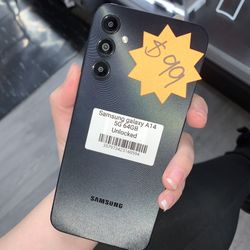 $99
Samsung galaxy A14
5G 64GB
Unlocked
SAMSUNG